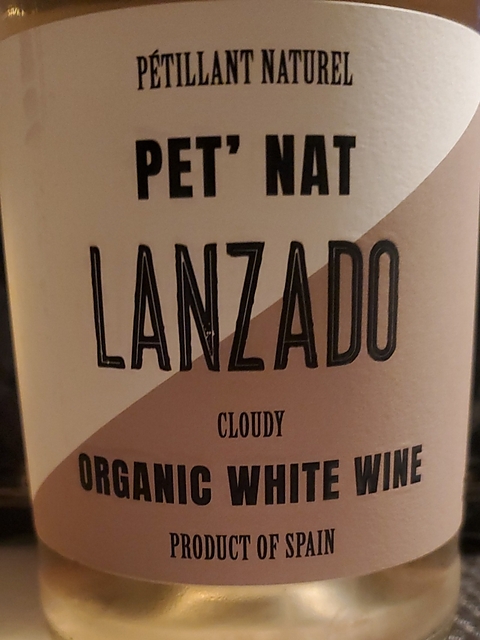 PÉTILLANT NATUREL
PET' NAT
LANZADO
CLOUDY
ORGANIC WHITE WINE
PRODUCT OF SPAIN